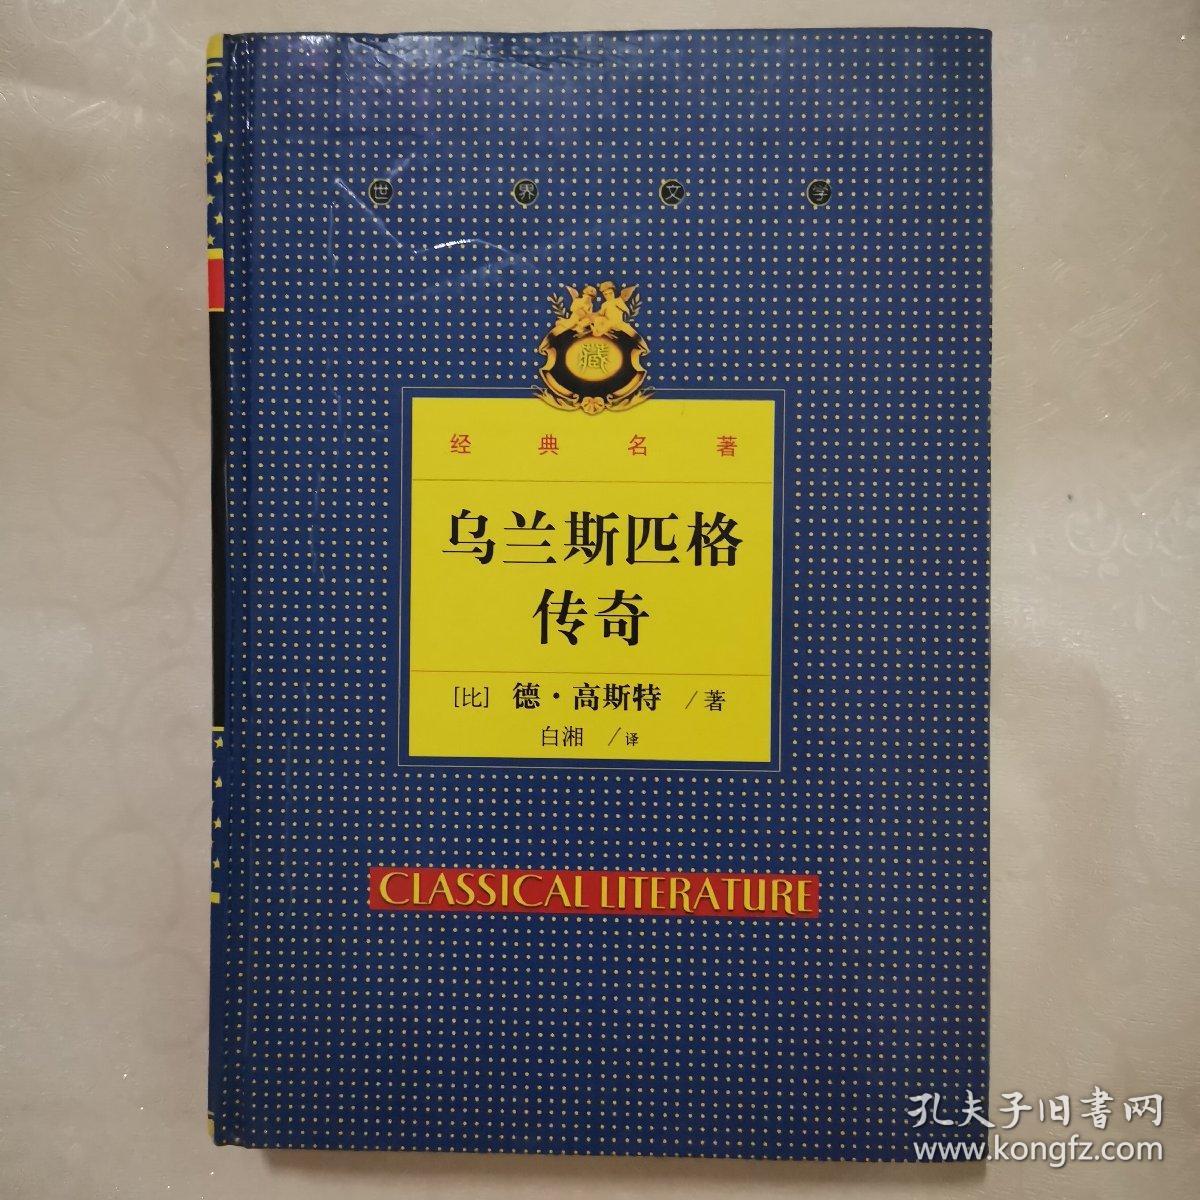 世界文学
藏
经典名著
乌兰斯匹格
传奇
[比] 德·高斯特 / 著
白湘 / 译
CLASSICAL LITERATURE
孔夫子旧书网
www.kongfz.com